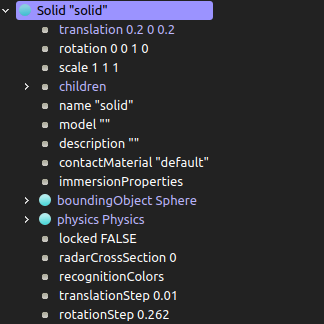 Solid "solid"
translation 0.2 0 0.2
rotation 0 0 1 0
scale 1 1 1
children
name "solid"
model ""
description ""
contactMaterial "default"
immersionProperties
boundingObject Sphere
physics Physics
locked FALSE
radarCrossSection 0
recognitionColors
translationStep 0.01
rotationStep 0.262